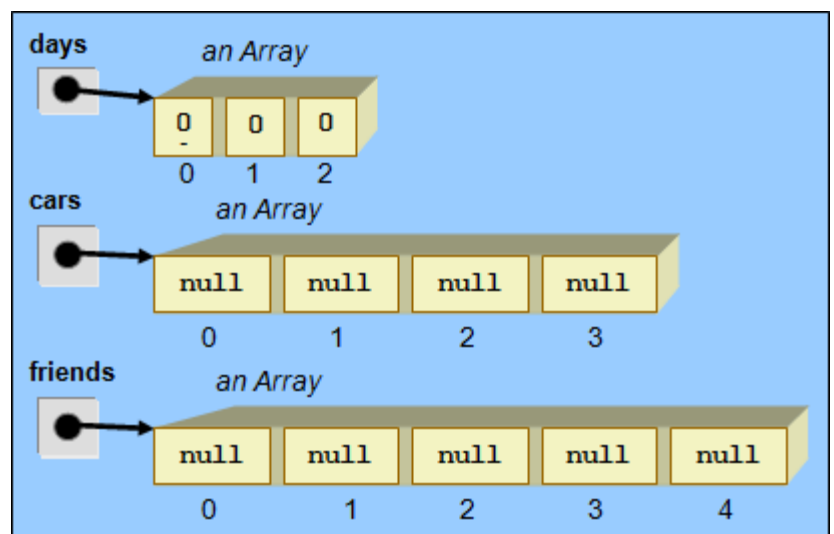 days
an Array
0 0 0
-
0 1 2
cars
an Array
null null null null
0 1 2 3
friends
an Array
null null null null null
0 1 2 3 4